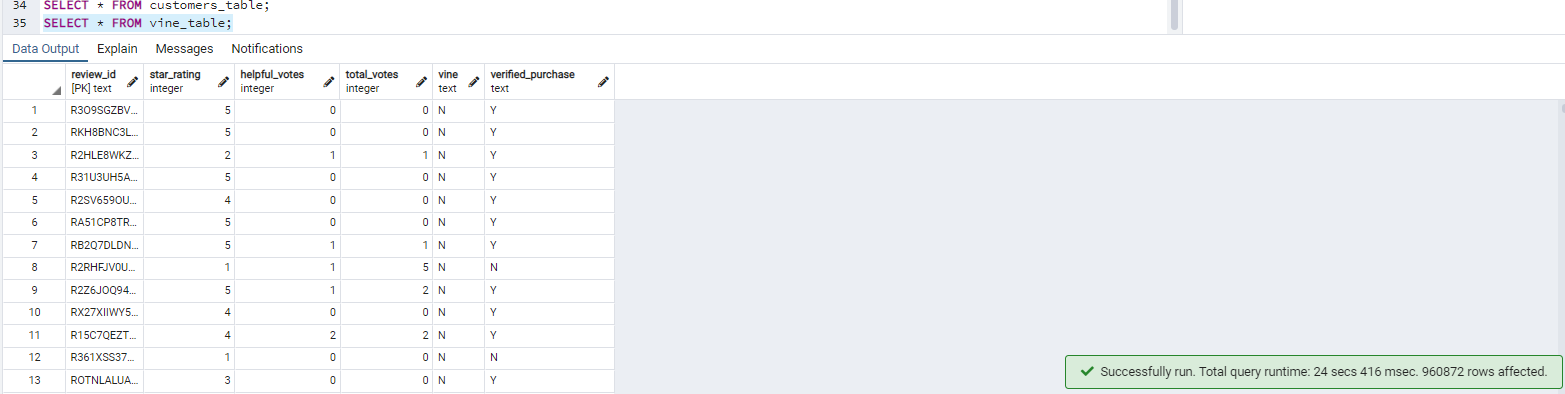 34 SELECT * FROM customers_table;
35 SELECT * FROM vine_table;
Data Output Explain Messages Notifications
review_id star_rating helpful_votes total_votes vine verified_purchase
[PK] text integer integer integer text text
1 R3O9SGZBV... 5 0 0 N Y
2 RKH8BNC3L... 5 0 0 N Y
3 R2HLE8WKZ... 2 1 1 N Y
4 R31U3UH5A... 5 0 0 N Y
5 R2SV659OU... 4 0 0 N Y
6 RA51CP8TR... 5 0 0 N Y
7 RB2Q7DLDN... 5 1 1 N Y
8 R2RHFJV0U... 1 1 5 N N
9 R2Z6JOQ94... 5 1 2 N Y
10 RX27XIIWY5... 4 0 0 N Y
11 R15C7QEZT... 4 2 2 N Y
12 R361XSS37... 1 0 0 N N
13 ROTNLALUA... 3 0 0 N Y
Successfully run. Total query runtime: 24 secs 416 msec. 960872 rows affected.